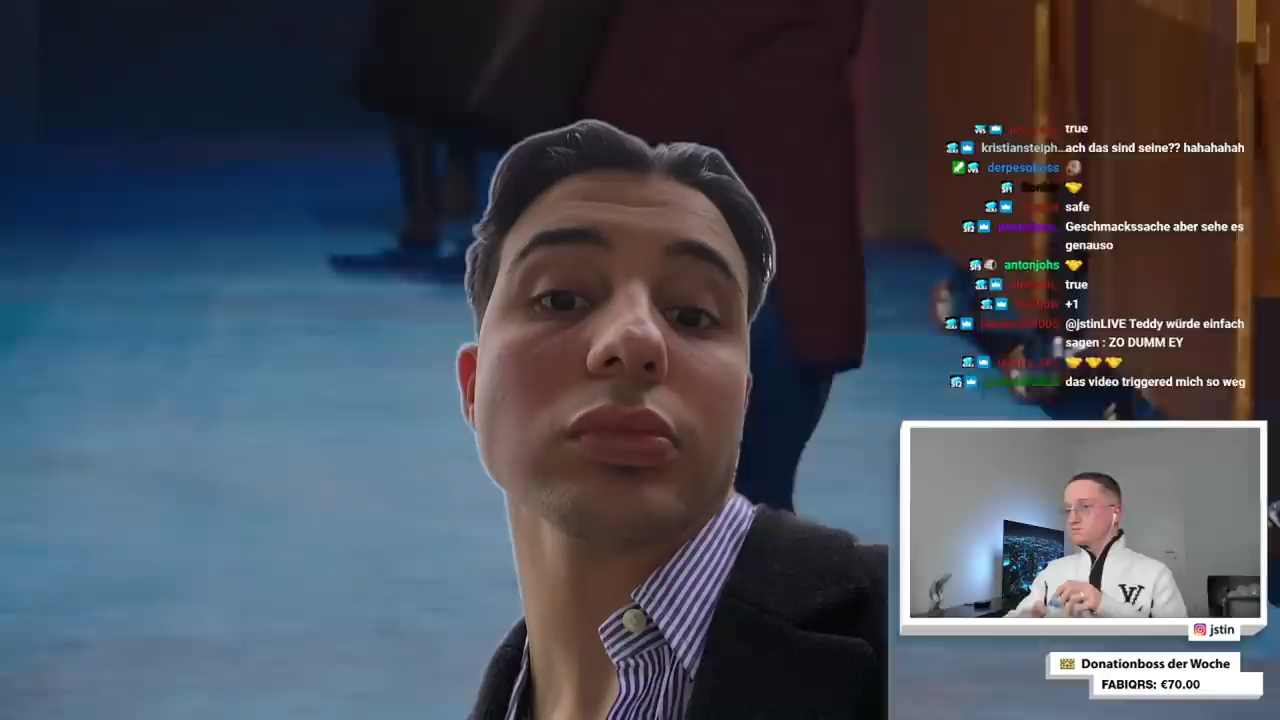 true
kristiansteiph... ach das sind seine?? hahahahah
derpesoboss
safe
Geschmackssache aber sehe es
genauso
antonjohs
true
+1
@jstinLIVE Teddy würde einfach
sagen : ZO DUMM EY
das video triggered mich so weg
LV
jstin
Donationboss der Woche
FABIQRS: €70.00